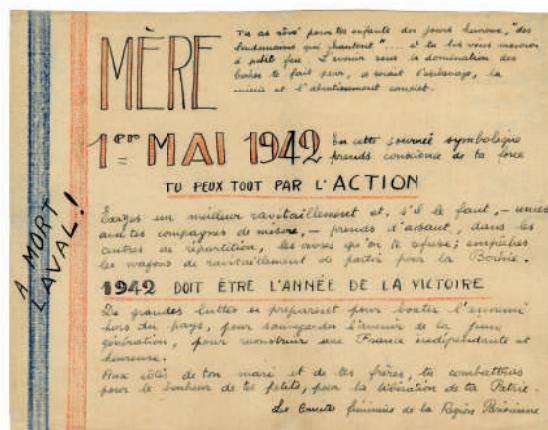 MÈRE
Tu as rêvé pour tes enfants des jours heureux, "des
lendemains qui chantent".... et tu les vois mourir
à petit feu. L'avenir sous la domination des
boches te fait peur, ce serait l'esclavage, la
misère et l'abrutissement complet.
1er MAI 1942 En cette journée symbolique
prends conscience de ta force
TU PEUX TOUT PAR L'ACTION
Exiges un meilleur ravitaillement et, s'il le faut, - unies
avec tes compagnes de misère, - prends d'assaut, dans les
centres de répartition, les vivres qu'on te refuse; empêches
les wagons de ravitaillement de partir pour la Bochie.
1942 DOIT ÊTRE L'ANNÉE DE LA VICTOIRE
De grandes luttes se préparent pour bouter l'ennemi
hors du pays, pour sauvegarder l'avenir de la jeune
génération, pour reconstruire une France indépendante et
heureuse.
Aux côtés de ton mari et de tes frères, tu combattras
pour le bonheur de tes petits, pour la libération de ta Patrie.
Les Comités féminins de la Région Parisienne
A MORT
LAVAL!